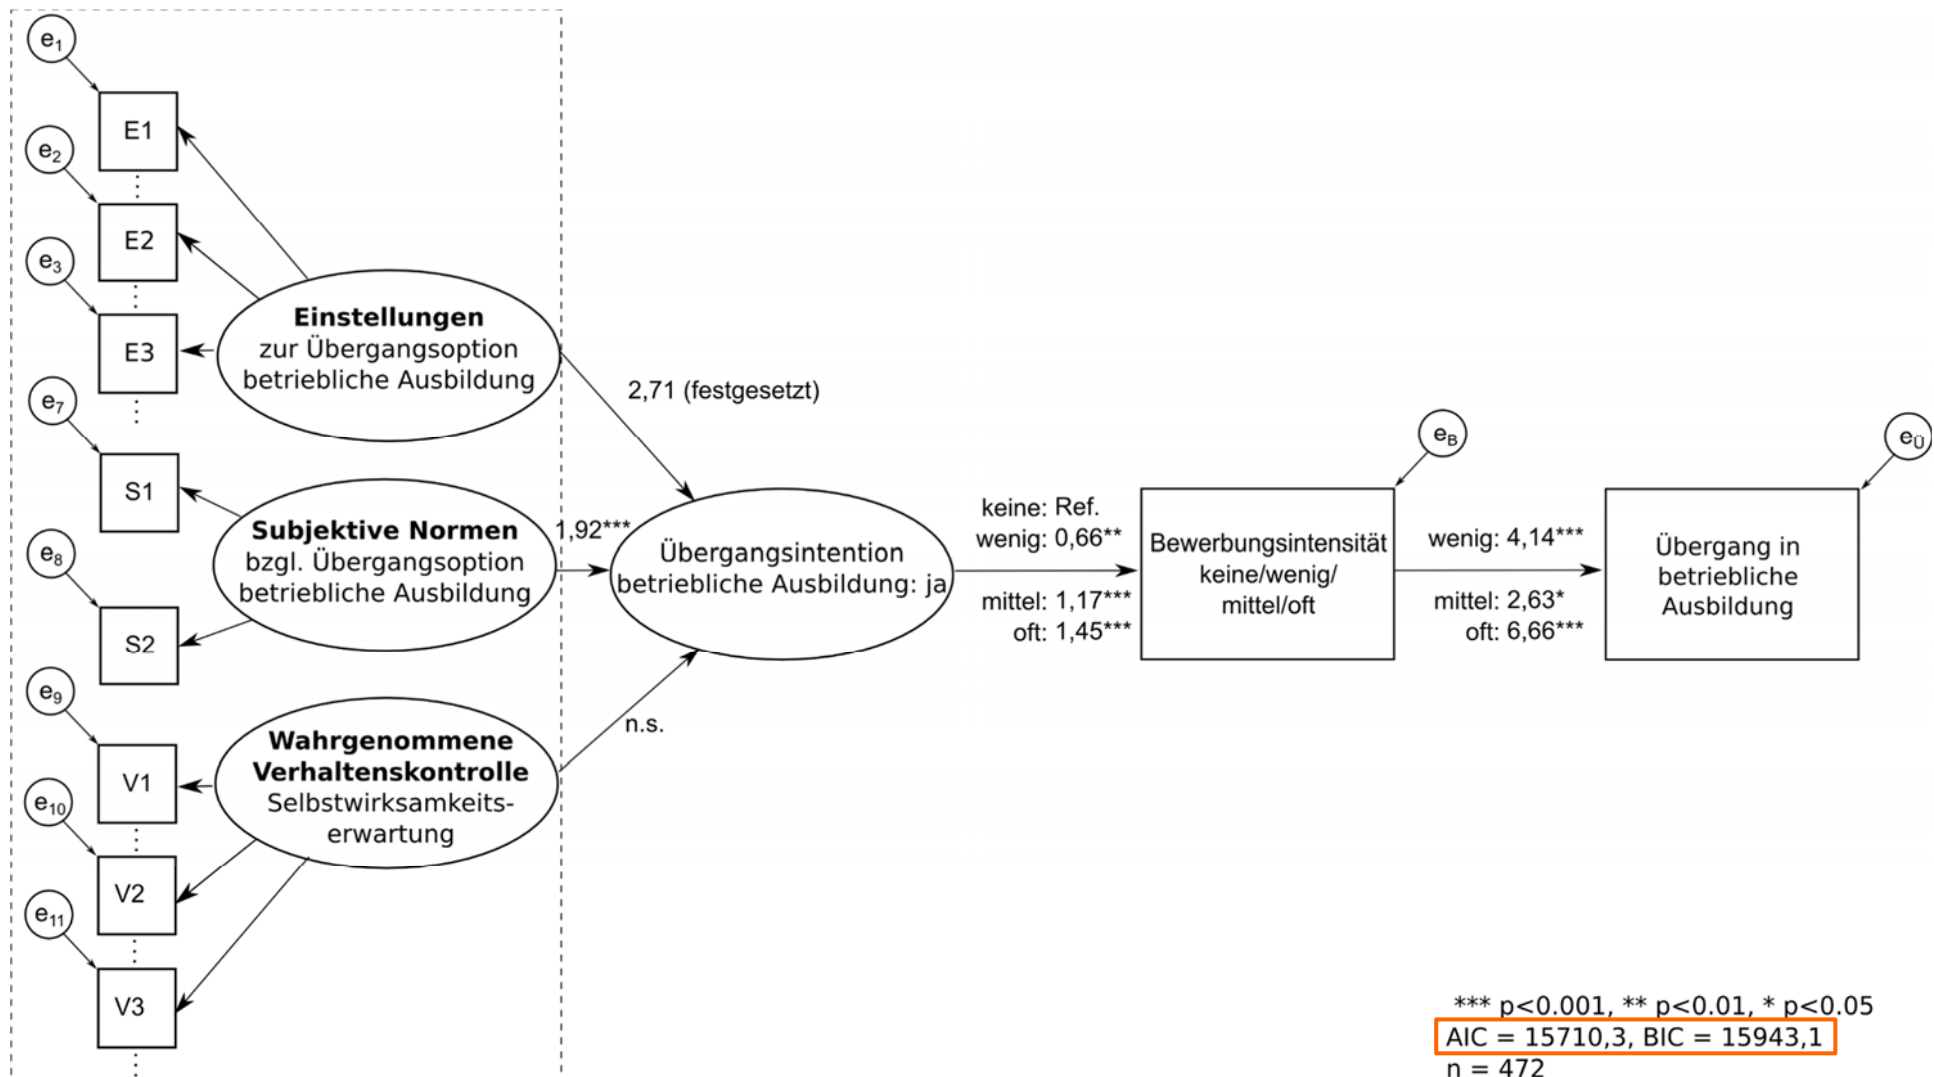 e1
E1
e2
E2
e3
E3
Einstellungen
zur Übergangsoption
betriebliche Ausbildung
2,71 (festgesetzt)
e7
S1
Subjektive Normen
bzgl. Übergangsoption
betriebliche Ausbildung
1,92***
e8
S2
e9
V1
Wahrgenommene
Verhaltenskontrolle
Selbstwirksamkeits-
erwartung
n.s.
e10
V2
e11
V3
Übergangsintention
betriebliche Ausbildung: ja
keine: Ref.
wenig: 0,66**
mittel: 1,17***
oft: 1,45***
eB
Bewerbungsintensität
keine/wenig/
mittel/oft
wenig: 4,14***
mittel: 2,63*
oft: 6,66***
eÜ
Übergang in
betriebliche
Ausbildung
*** p<0.001, ** p<0.01, * p<0.05
AIC = 15710,3, BIC = 15943,1
n = 472